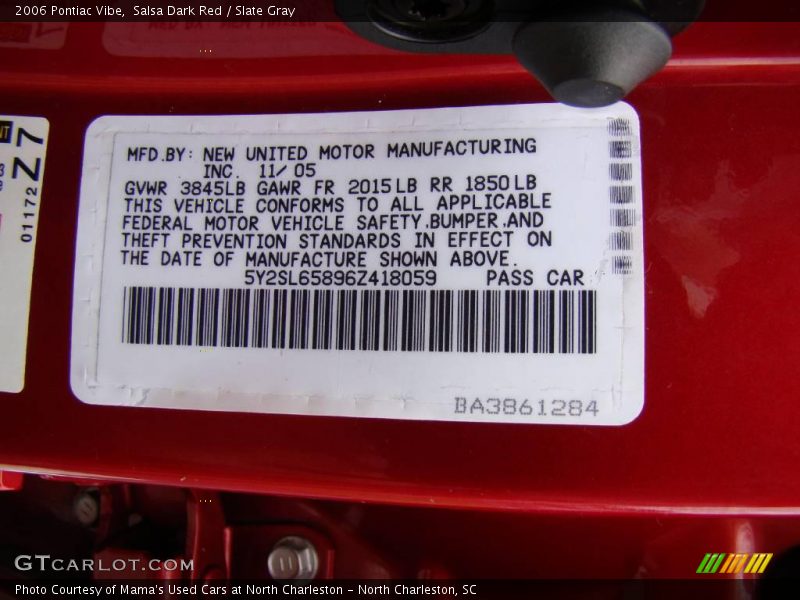 2006 Pontiac Vibe,  Salsa Dark Red / Slate Gray
MFD.BY: NEW UNITED MOTOR MANUFACTURING
INC. 11/05
GVWR 3845LB GAWR FR 2015LB RR 1850LB
THIS VEHICLE CONFORMS TO ALL APPLICABLE
FEDERAL MOTOR VEHICLE SAFETY,BUMPER,AND
THEFT PREVENTION STANDARDS IN EFFECT ON
THE DATE OF MANUFACTURE SHOWN ABOVE.
5Y2SL65896Z418059 PASS CAR
BA3861284
01172
Z7
GTCARLOT.COM
Photo Courtesy of Mama's Used Cars at North Charleston - North Charleston, SC